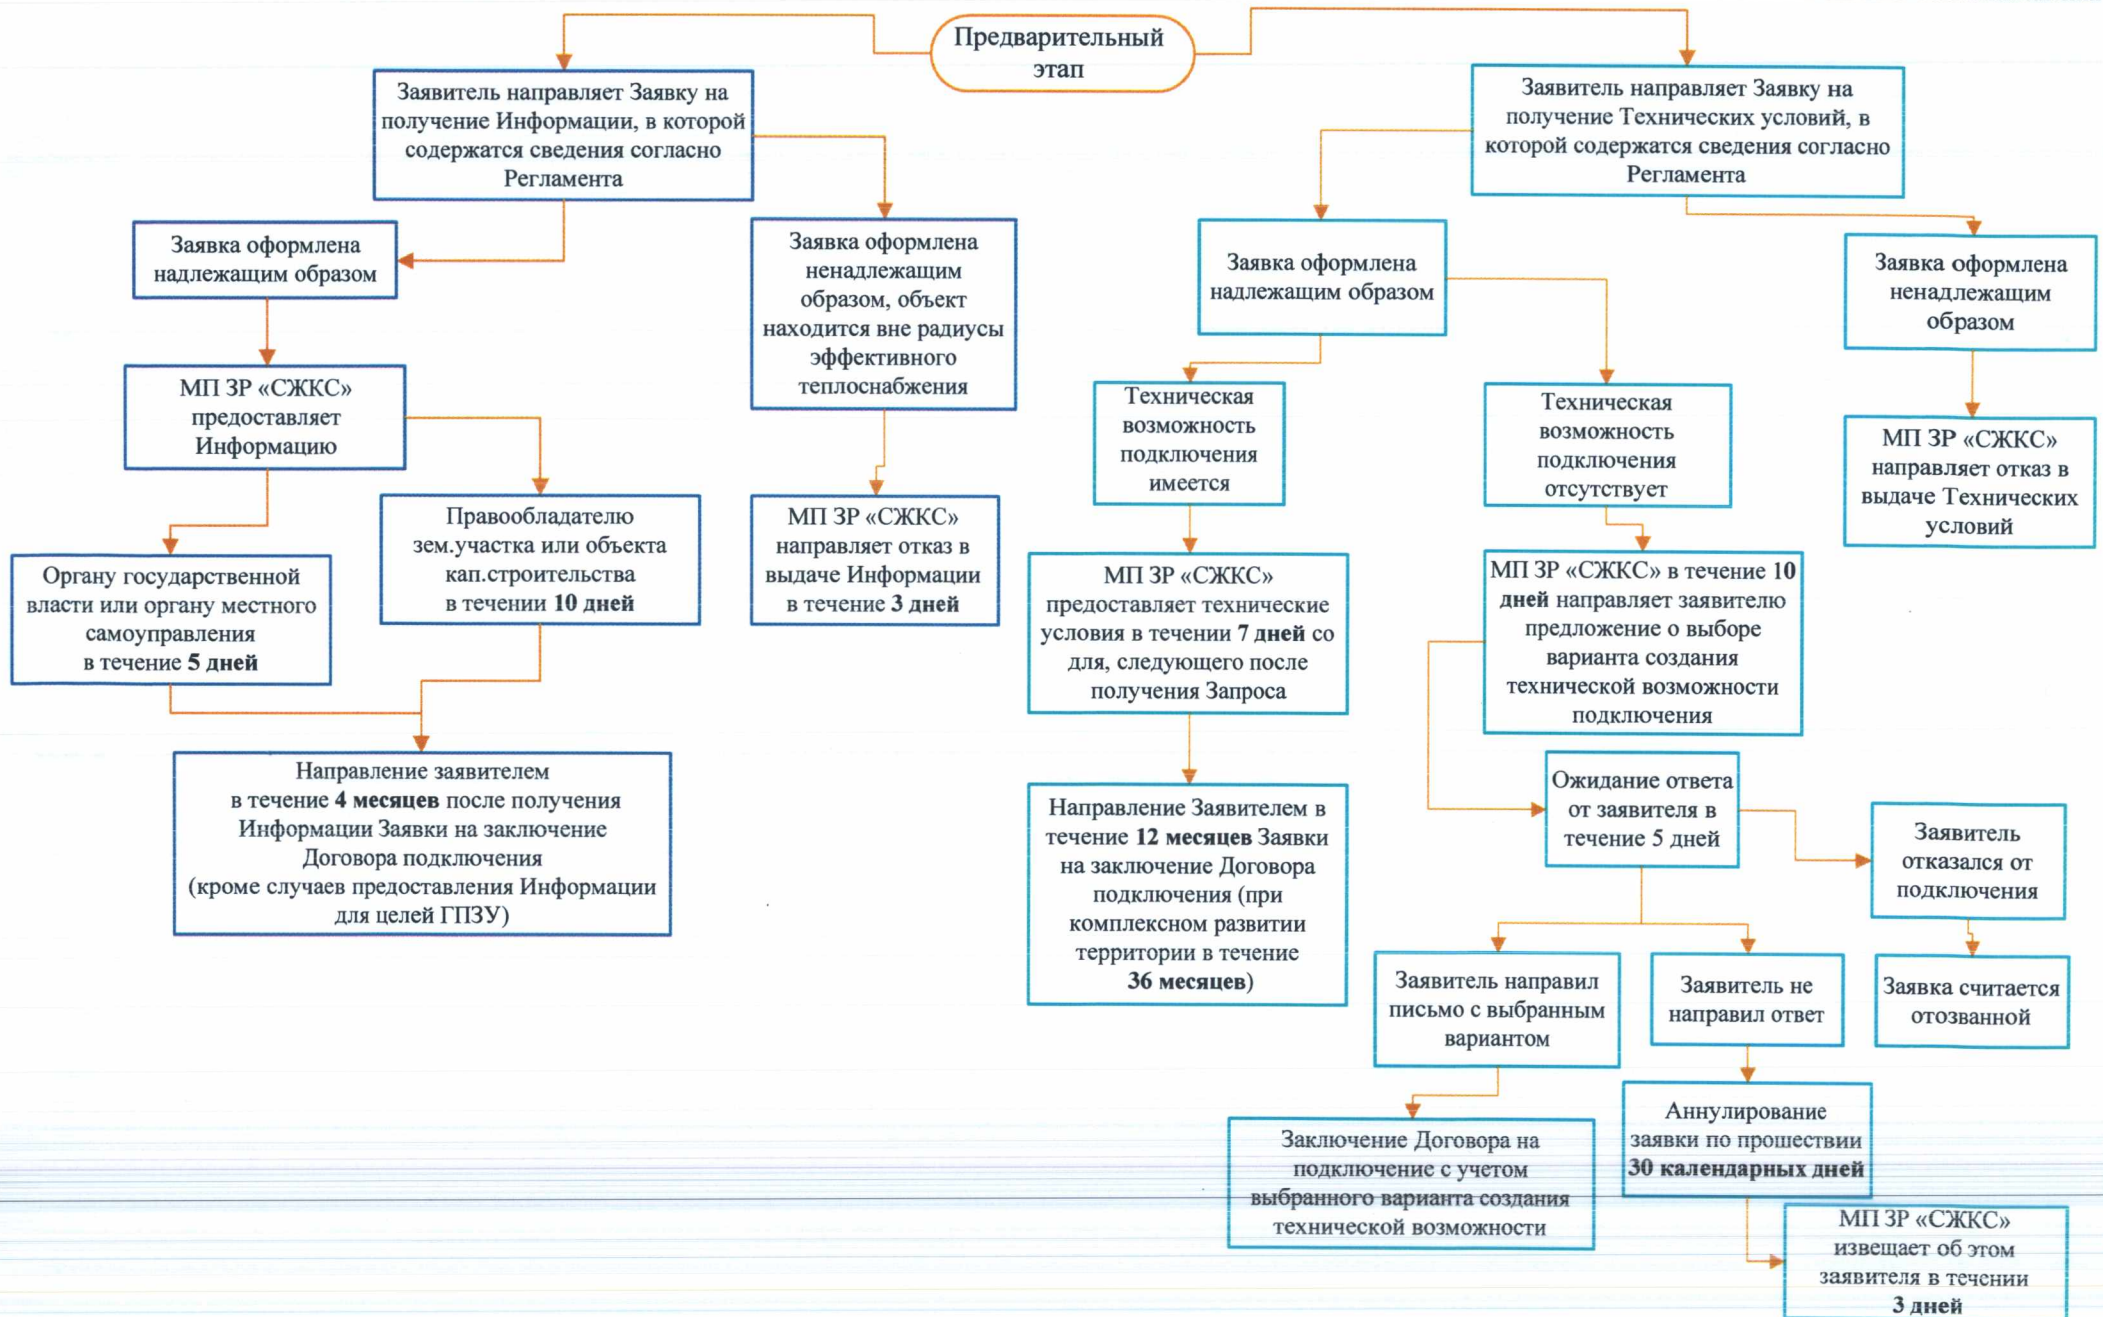 Предварительный
этап
Заявитель направляет Заявку на
получение Информации, в которой
содержатся сведения согласно
Регламента
Заявка оформлена
надлежащим образом
Заявка оформлена
ненадлежащим
образом, объект
находится вне радиусы
эффективного
теплоснабжения
МП ЗР «СЖКС»
предоставляет
Информацию
Органу государственной
власти или органу местного
самоуправления
в течение 5 дней
Правообладателю
зем.участка или объекта
кап.строительства
в течении 10 дней
МП ЗР «СЖКС»
направляет отказ в
выдаче Информации
в течение 3 дней
Направление заявителем
в течение 4 месяцев после получения
Информации Заявки на заключение
Договора подключения
(кроме случаев предоставления Информации
для целей ГПЗУ)
Заявитель направляет Заявку на
получение Технических условий, в
которой содержатся сведения согласно
Регламента
Заявка оформлена
надлежащим образом
Заявка оформлена
ненадлежащим
образом
Техническая
возможность
подключения
имеется
Техническая
возможность
подключения
отсутствует
МП ЗР «СЖКС»
направляет отказ в
выдаче Технических
условий
МП ЗР «СЖКС»
предоставляет технические
условия в течении 7 дней со
для, следующего после
получения Запроса
МП ЗР «СЖКС» в течение 10
дней направляет заявителю
предложение о выборе
варианта создания
технической возможности
подключения
Направление Заявителем в
течение 12 месяцев Заявки
на заключение Договора
подключения (при
комплексном развитии
территории в течение
36 месяцев)
Ожидание ответа
от заявителя в
течение 5 дней
Заявитель
отказался от
подключения
Заявитель направил
письмо с выбранным
вариантом
Заявитель не
направил ответ
Заявка считается
отозванной
Заключение Договора на
подключение с учетом
выбранного варианта создания
технической возможности
Аннулирование
заявки по прошествии
30 календарных дней
МП ЗР «СЖКС»
извещает об этом
заявителя в течении
3 дней